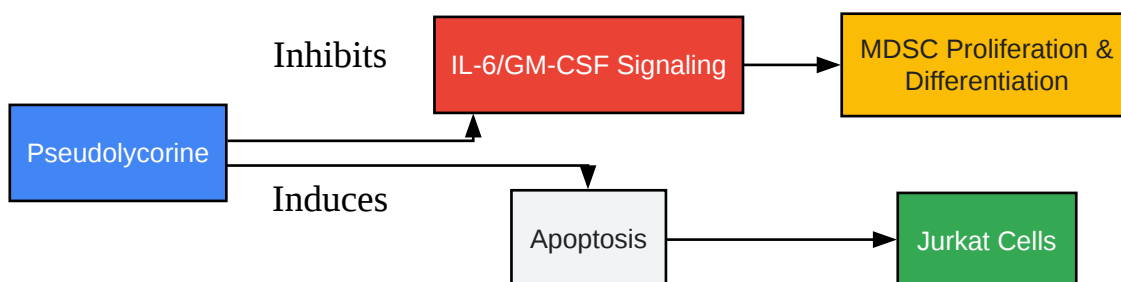 Inhibits
IL-6/GM-CSF Signaling
MDSC Proliferation &
Differentiation
Pseudolycorine
Induces
Apoptosis
Jurkat Cells